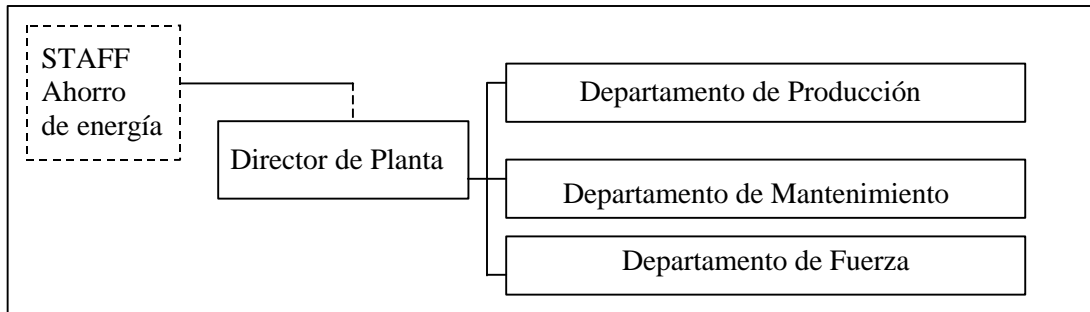 STAFF
Ahorro
de energía
Director de Planta
Departamento de Producción
Departamento de Mantenimiento
Departamento de Fuerza